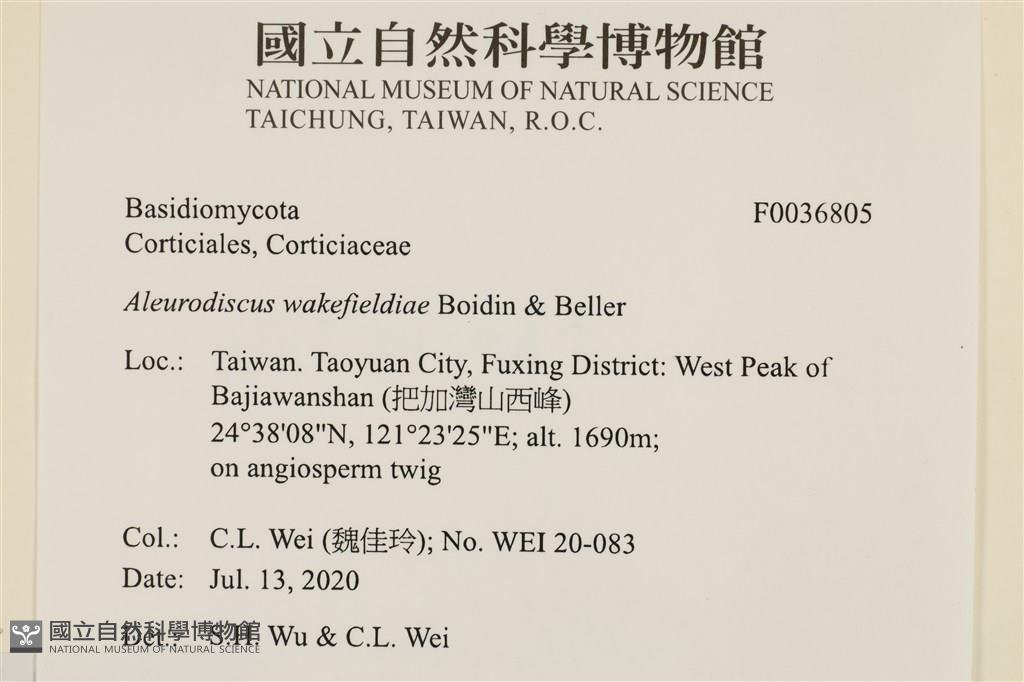 國立自然科學博物館
NATIONAL MUSEUM OF NATURAL SCIENCE
TAICHUNG, TAIWAN, R.O.C.
Basidiomycota
F0036805
Corticiales, Corticiaceae
Aleurodiscus wakefieldiae Boidin & Beller
Loc.: Taiwan. Taoyuan City, Fuxing District: West Peak of
Bajiawanshan (把加灣山西峰)
24°38'08"N, 121°23'25"E; alt. 1690m;
on angiosperm twig
Col.: C.L. Wei (魏佳玲); No. WEI 20-083
Date: Jul. 13, 2020
Det.: S.H. Wu & C.L. Wei
國立自然科學博物館
NATIONAL MUSEUM OF NATURAL SCIENCE